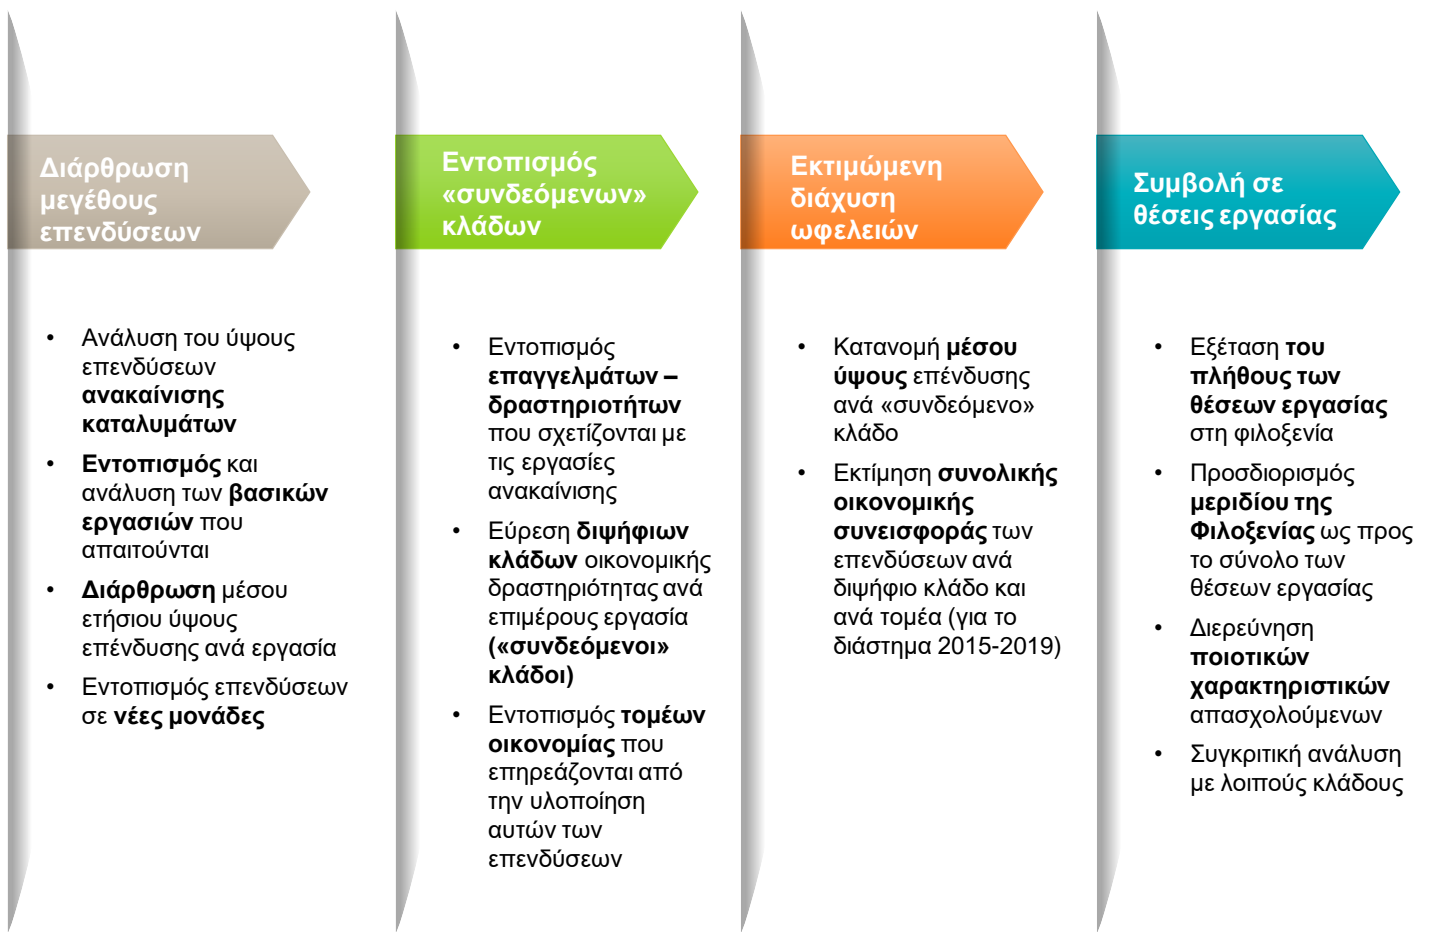 Διάρθρωση
μεγέθους
επενδύσεων
• Ανάλυση του ύψους
επενδύσεων
ανακαίνισης
καταλυμάτων
• Εντοπισμός και
ανάλυση των βασικών
εργασιών που
απαιτούνται
• Διάρθρωση μέσου
ετήσιου ύψους
επένδυσης ανά εργασία
• Εντοπισμός επενδύσεων
σε νέες μονάδες
Εντοπισμός
«συνδεόμενων»
κλάδων
• Εντοπισμός
επαγγελμάτων –
δραστηριοτήτων
που σχετίζονται με
τις εργασίες
ανακαίνισης
• Εύρεση διψήφιων
κλάδων οικονομικής
δραστηριότητας ανά
επιμέρους εργασία
(«συνδεόμενοι»
κλάδοι)
• Εντοπισμός τομέων
οικονομίας που
επηρεάζονται από
την υλοποίηση
αυτών των
επενδύσεων
Εκτιμώμενη
διάχυση
ωφελειών
• Κατανομή μέσου
ύψους επένδυσης
ανά «συνδεόμενο»
κλάδο
• Εκτίμηση συνολικής
οικονομικής
συνεισφοράς των
επενδύσεων ανά
διψήφιο κλάδο και
ανά τομέα (για το
διάστημα 2015-2019)
Συμβολή σε
θέσεις εργασίας
• Εξέταση του
πλήθους των
θέσεων εργασίας
στη φιλοξενία
• Προσδιορισμός
μεριδίου της
Φιλοξενίας ως προς
το σύνολο των
θέσεων εργασίας
• Διερεύνηση
ποιοτικών
χαρακτηριστικών
απασχολούμενων
• Συγκριτική ανάλυση
με λοιπούς κλάδους